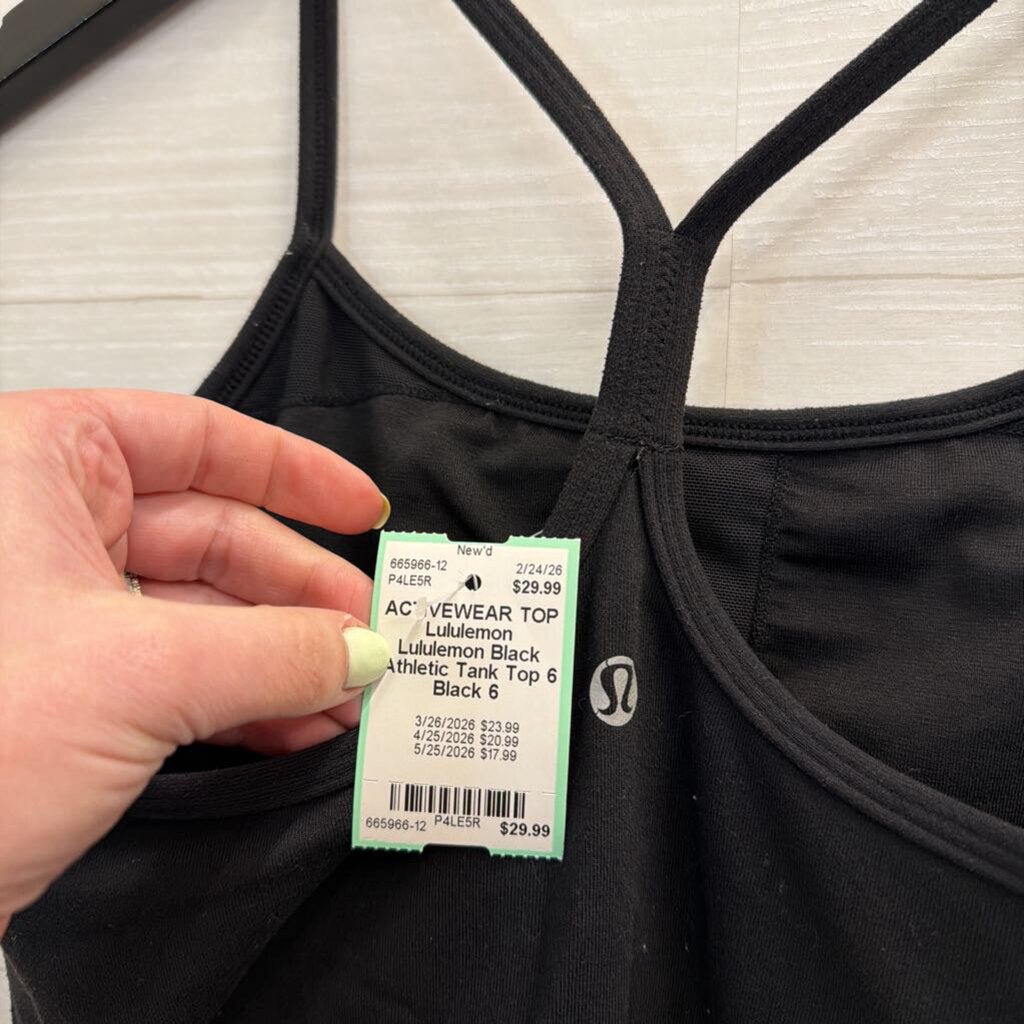 New'd
665966-12 2/24/26
P4LE5R $29.99
ACTIVEWEAR TOP
Lululemon
Lululemon Black
Athletic Tank Top 6
Black 6
3/26/2026 $23.99
4/25/2026 $20.99
5/25/2026 $17.99
665966-12 P4LE5R $29.99